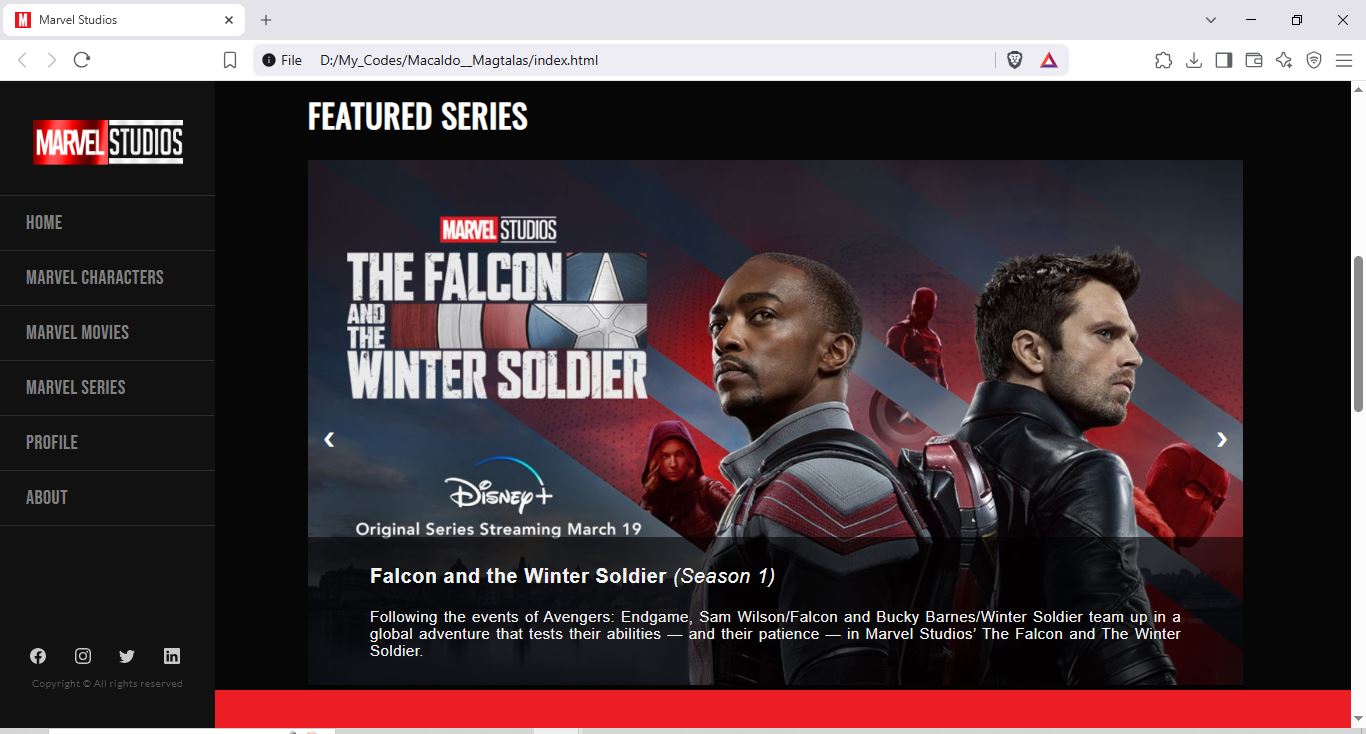 Marvel Studios
File D:/My_Codes/Macaldo__Magtalas/index.html
MARVEL STUDIOS
HOME
MARVEL CHARACTERS
MARVEL MOVIES
MARVEL SERIES
PROFILE
ABOUT
Copyright © All rights reserved
FEATURED SERIES
MARVEL STUDIOS
THE FALCON
AND
THE
WINTER SOLDIER
Disney+
Original Series Streaming March 19
Falcon and the Winter Soldier (Season 1)
Following the events of Avengers: Endgame, Sam Wilson/Falcon and Bucky Barnes/Winter Soldier team up in a
global adventure that tests their abilities — and their patience — in Marvel Studios’ The Falcon and The Winter
Soldier.